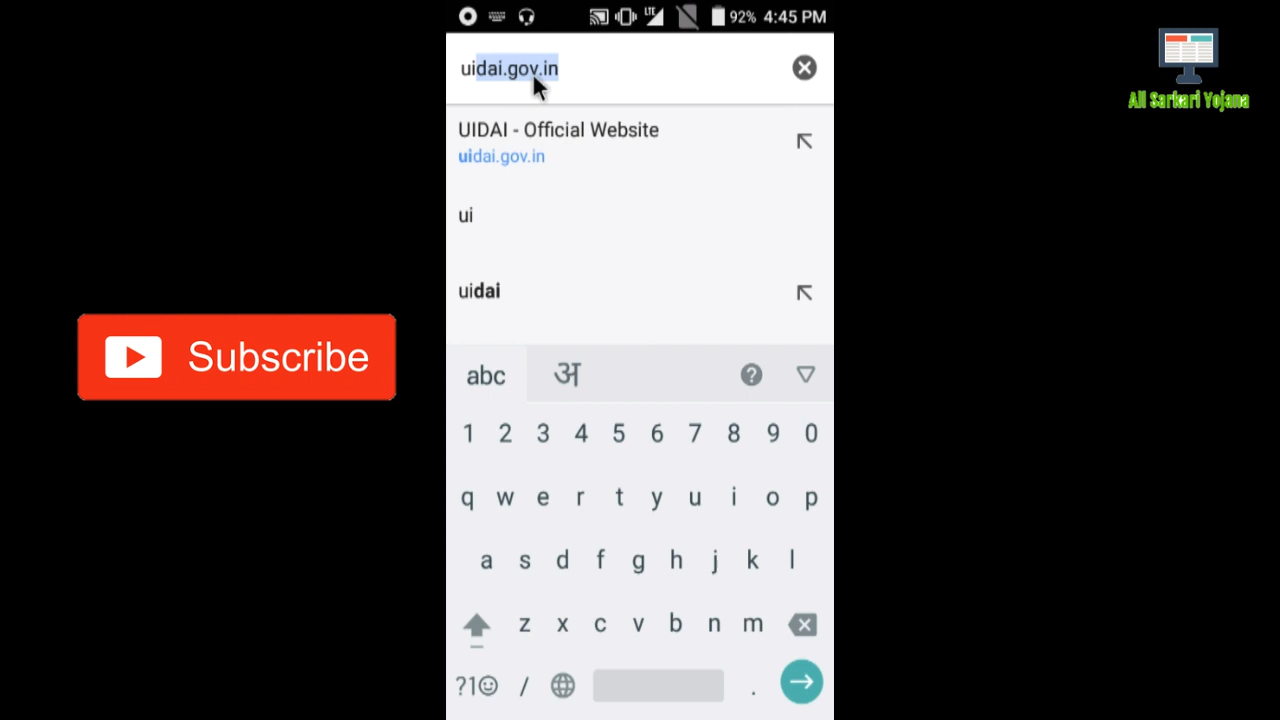 LTE 92% 4:45 PM
uidai.gov.in
All Sarkari Yojana
UIDAI - Official Website
uidai.gov.in
ui
uidai
Subscribe
abc अ ?
1 2 3 4 5 6 7 8 9 0
q w e r t y u i o p
a s d f g h j k l
z x c v b n m
?1☺ / .